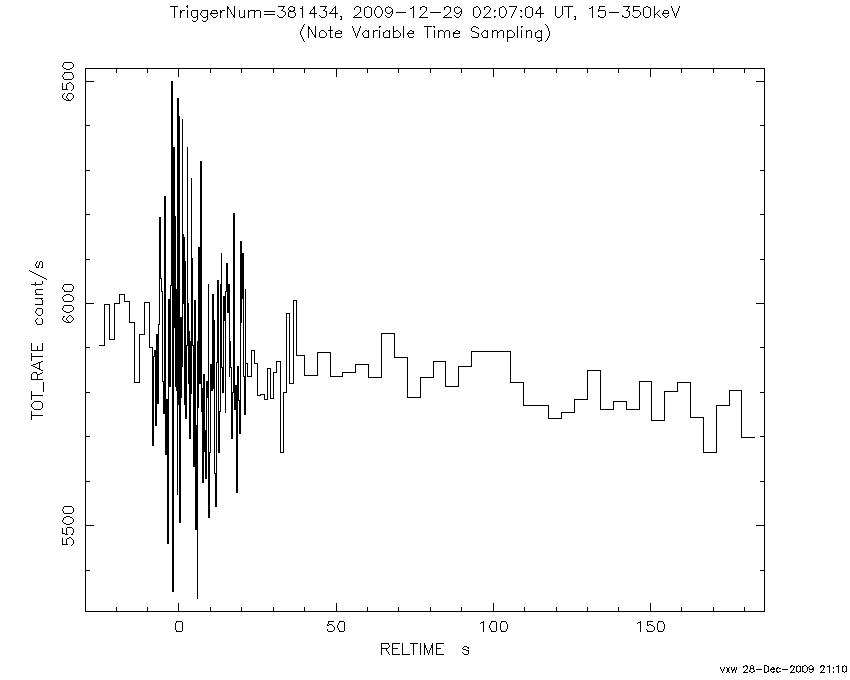 TriggerNum=381434, 2009-12-29 02:07:04 UT, 15-350keV
(Note Variable Time Sampling)
6500
6000
5500
TOT_RATE count/s
0 50 100 150
RELTIME s
vxw 28-Dec-2009 21:10